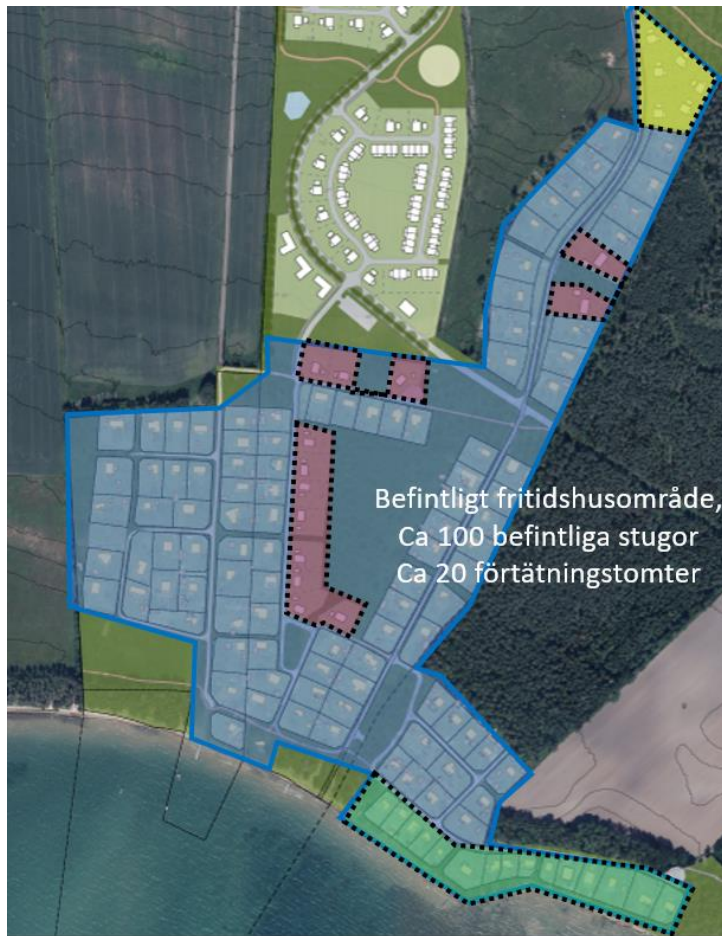 Befintligt fritidshusområde,
Ca 100 befintliga stugor
Ca 20 förtätningstomter